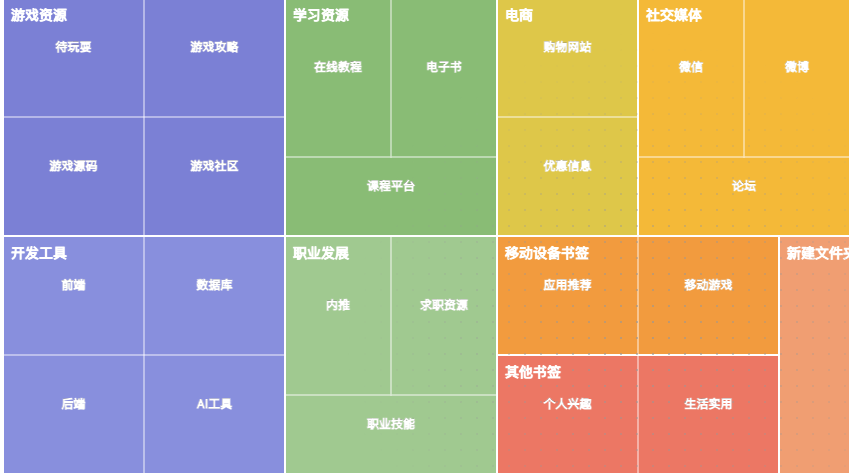 游戏资源
待玩耍
游戏攻略
游戏源码
游戏社区
学习资源
在线教程
电子书
课程平台
电商
购物网站
优惠信息
社交媒体
微信
微博
论坛
开发工具
前端
数据库
后端
AI工具
职业发展
内推
求职资源
职业技能
移动设备书签
应用推荐
移动游戏
其他书签
个人兴趣
生活实用
新建文件夹